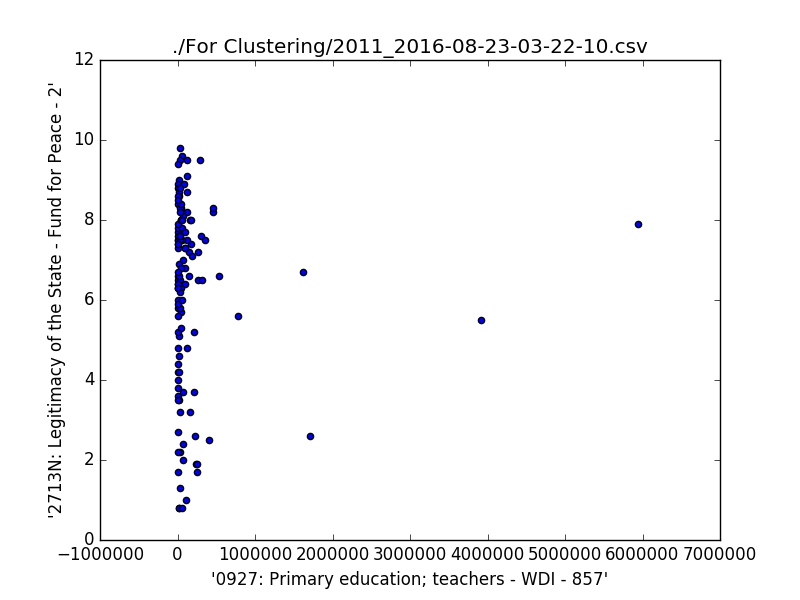 ./For Clustering/2011_2016-08-23-03-22-10.csv
12
10
8
6
4
2
0
'2713N: Legitimacy of the State - Fund for Peace - 2'
−1000000 0 1000000 2000000 3000000 4000000 5000000 6000000 7000000
'0927: Primary education; teachers - WDI - 857'